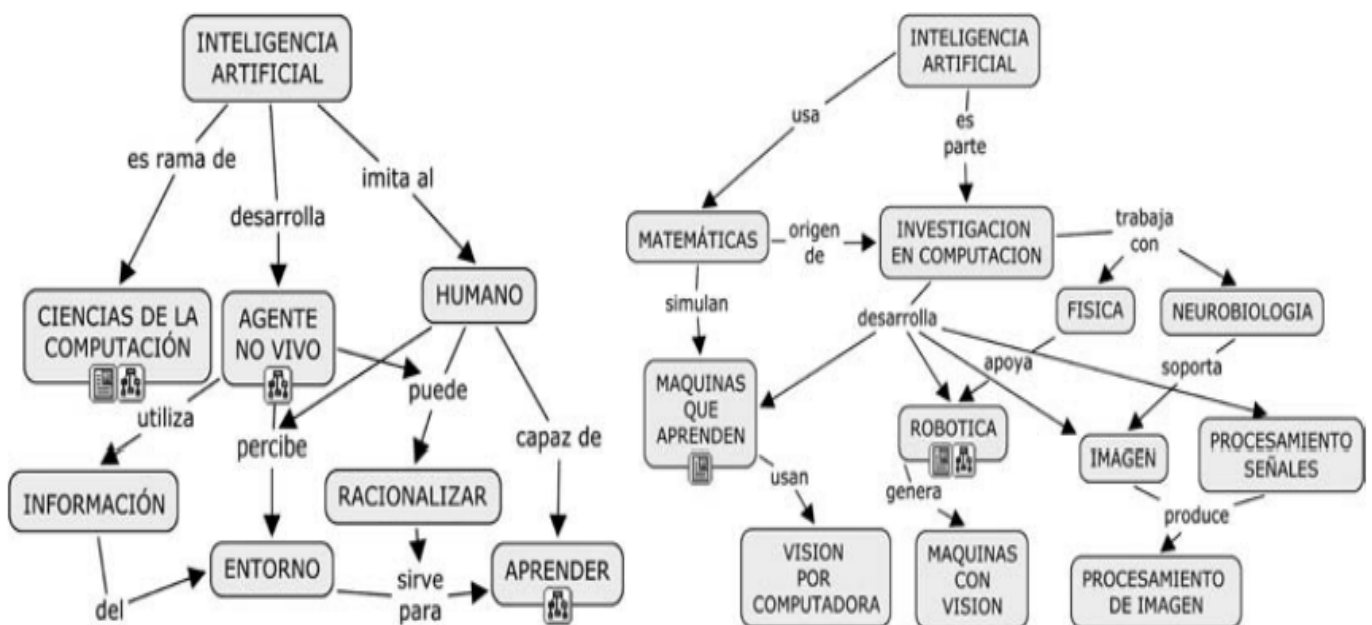 INTELIGENCIA
ARTIFICIAL
es rama de
desarrolla
imita al
CIENCIAS DE LA
COMPUTACIÓN
AGENTE
NO VIVO
HUMANO
utiliza
percibe
puede
capaz de
INFORMACIÓN
RACIONALIZAR
del
ENTORNO
sirve
para
APRENDER
INTELIGENCIA
ARTIFICIAL
usa
es
parte
MATEMÁTICAS
origen
de
INVESTIGACION
EN COMPUTACION
trabaja
con
simulan
desarrolla
FISICA
NEUROBIOLOGIA
apoya
soporta
MAQUINAS
QUE
APRENDEN
ROBOTICA
IMAGEN
PROCESAMIENTO
SEÑALES
usan
genera
produce
VISION
POR
COMPUTADORA
MAQUINAS
CON
VISION
PROCESAMIENTO
DE IMAGEN